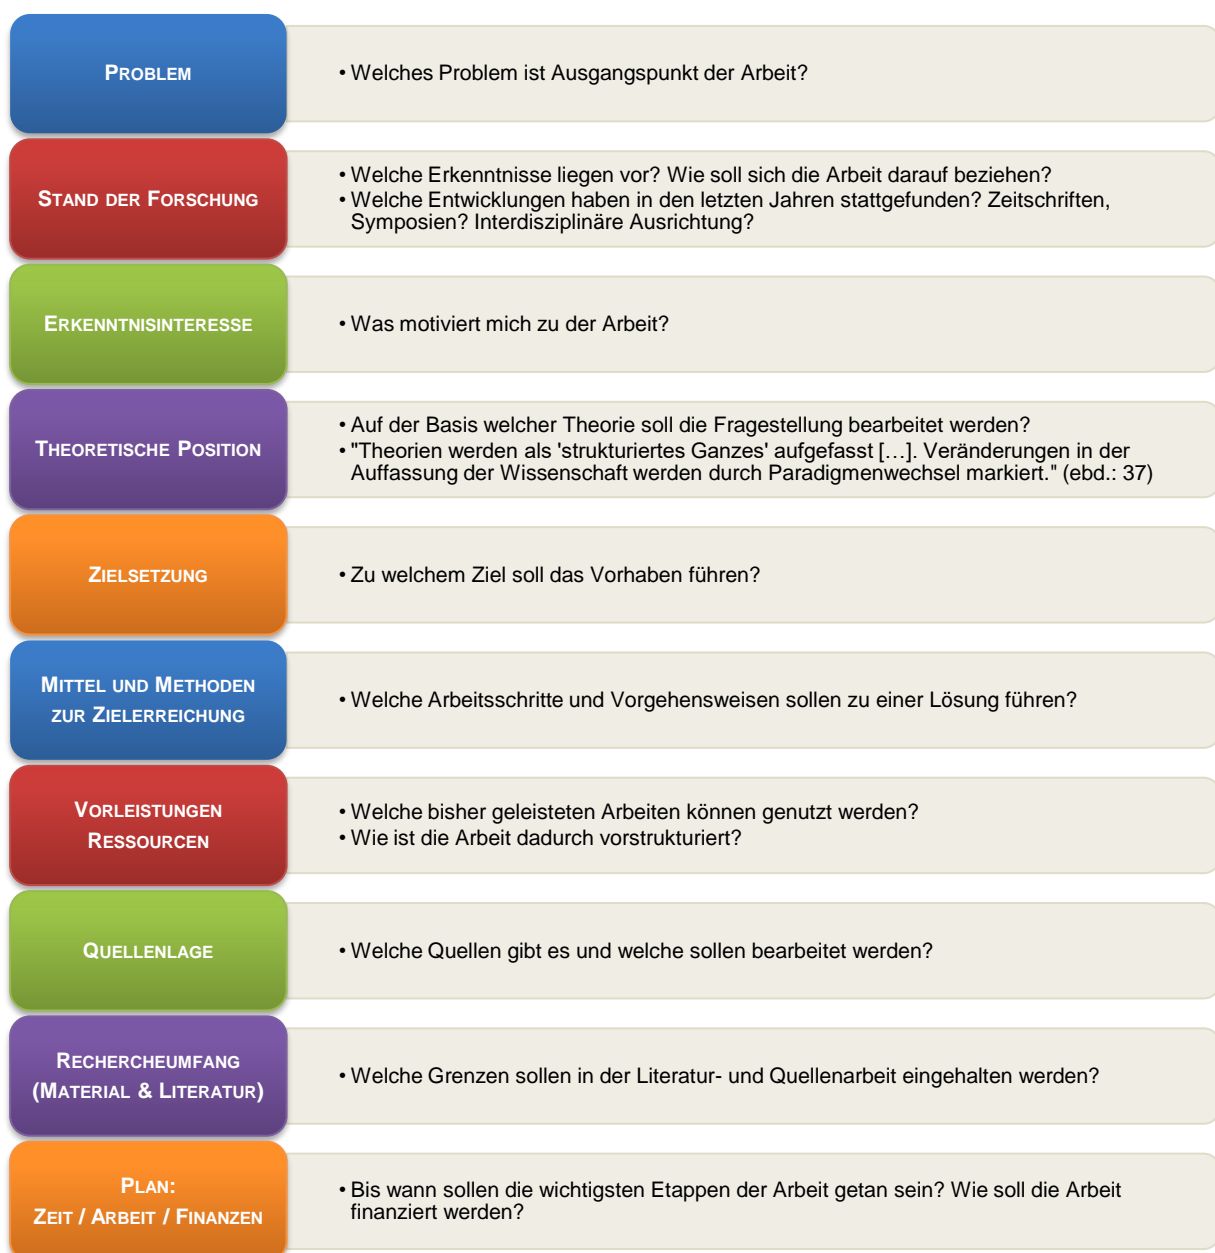 PROBLEM
• Welches Problem ist Ausgangspunkt der Arbeit?
STAND DER FORSCHUNG
• Welche Erkenntnisse liegen vor? Wie soll sich die Arbeit darauf beziehen?
• Welche Entwicklungen haben in den letzten Jahren stattgefunden? Zeitschriften,
Symposien? Interdisziplinäre Ausrichtung?
ERKENNTNISINTERESSE
• Was motiviert mich zu der Arbeit?
THEORETISCHE POSITION
• Auf der Basis welcher Theorie soll die Fragestellung bearbeitet werden?
• "Theorien werden als 'strukturiertes Ganzes' aufgefasst […]. Veränderungen in der
Auffassung der Wissenschaft werden durch Paradigmenwechsel markiert." (ebd.: 37)
ZIELSETZUNG
• Zu welchem Ziel soll das Vorhaben führen?
MITTEL UND METHODEN
ZUR ZIELERREICHUNG
• Welche Arbeitsschritte und Vorgehensweisen sollen zu einer Lösung führen?
VORLEISTUNGEN
RESSOURCEN
• Welche bisher geleisteten Arbeiten können genutzt werden?
• Wie ist die Arbeit dadurch vorstrukturiert?
QUELLENLAGE
• Welche Quellen gibt es und welche sollen bearbeitet werden?
RECHERCHEUMFANG
(MATERIAL & LITERATUR)
• Welche Grenzen sollen in der Literatur- und Quellenarbeit eingehalten werden?
PLAN:
ZEIT / ARBEIT / FINANZEN
• Bis wann sollen die wichtigsten Etappen der Arbeit getan sein? Wie soll die Arbeit
finanziert werden?